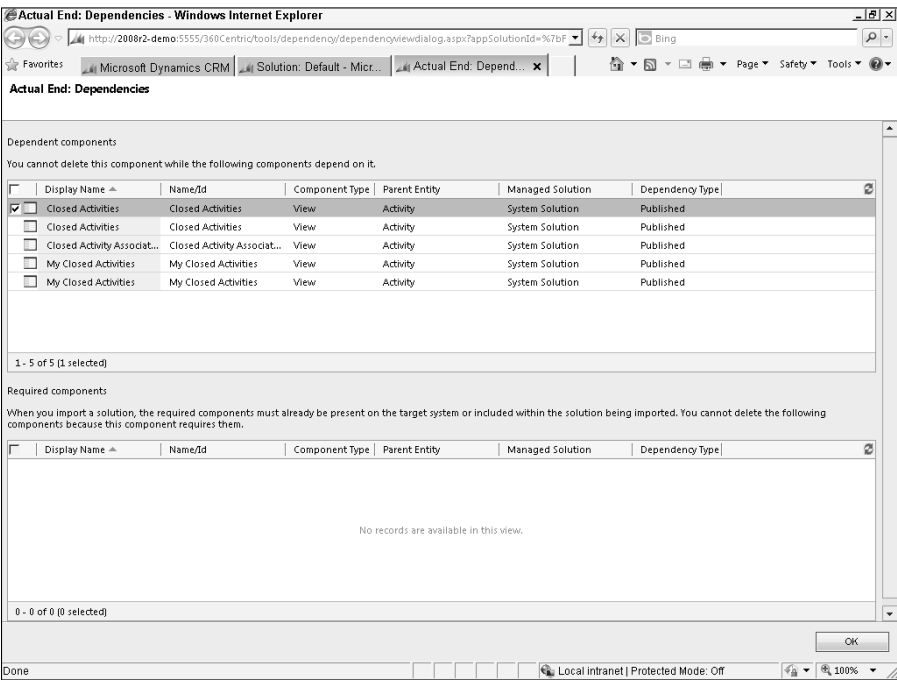 Actual End: Dependencies - Windows Internet Explorer
http://2008r2-demo:5555/360Centric/tools/dependency/dependencyviewdialog.aspx?appSolutionId=%7bF
Bing
Favorites Microsoft Dynamics CRM Solution: Default - Micr... Actual End: Depend... Page Safety Tools
Actual End: Dependencies
Dependent components
You cannot delete this component while the following components depend on it.
Display Name Name/Id Component Type Parent Entity Managed Solution Dependency Type
Closed Activities Closed Activities View Activity System Solution Published
Closed Activities Closed Activities View Activity System Solution Published
Closed Activity Associat... Closed Activity Associat... View Activity System Solution Published
My Closed Activities My Closed Activities View Activity System Solution Published
My Closed Activities My Closed Activities View Activity System Solution Published
1 - 5 of 5 (1 selected)
Required components
When you import a solution, the required components must already be present on the target system or included within the solution being imported. You cannot delete the following
components because this component requires them.
Display Name Name/Id Component Type Parent Entity Managed Solution Dependency Type
No records are available in this view.
0 - 0 of 0 (0 selected)
OK
Done Local intranet | Protected Mode: Off 100%